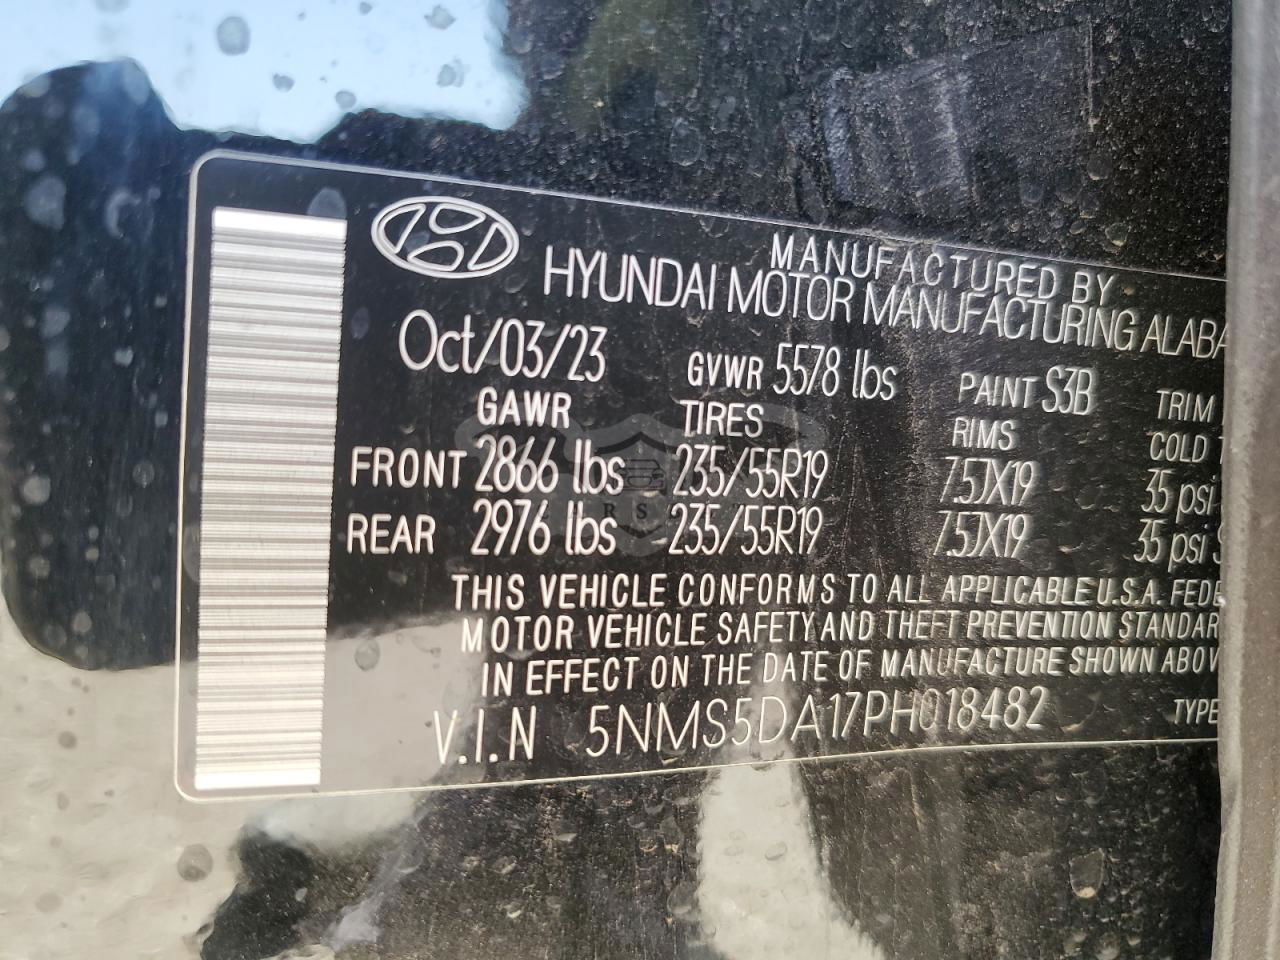 MANUFACTURED BY
HYUNDAI MOTOR MANUFACTURING ALABA
Oct/03/23 GVWR 5578 lbs PAINT S3B TRIM
GAWR TIRES RIMS COLD
FRONT 2866 lbs 235/55R19 7.5JX19 35 psi
REAR 2976 lbs 235/55R19 7.5JX19 35 psi
THIS VEHICLE CONFORMS TO ALL APPLICABLE U.S.A. FEDE
MOTOR VEHICLE SAFETY AND THEFT PREVENTION STANDAR
IN EFFECT ON THE DATE OF MANUFACTURE SHOWN ABOV
V.I.N 5NMS5DA17PH018482 TYPE